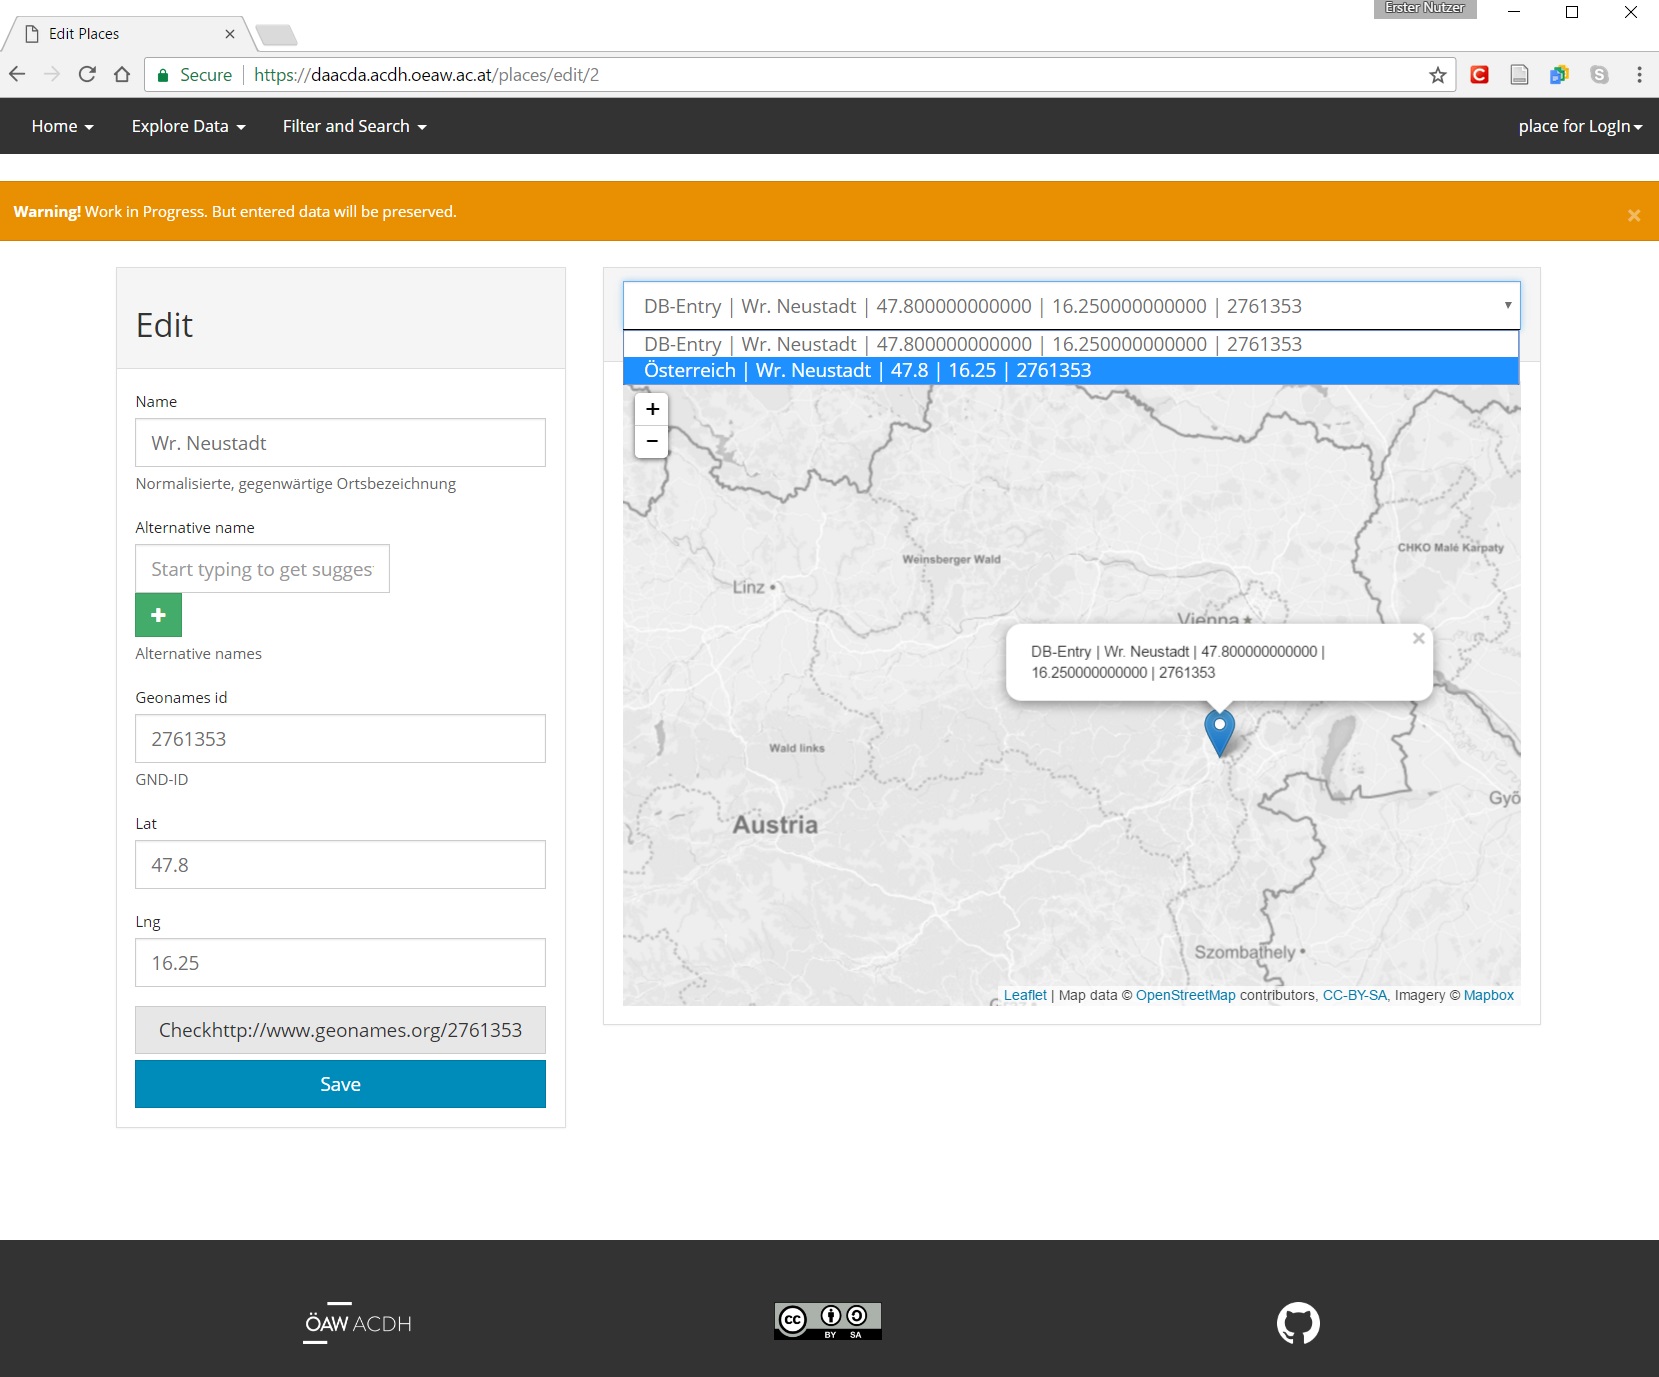 Erster Nutzer
Edit Places
Secure https://daacda.acdh.oeaw.ac.at/places/edit/2
Home Explore Data Filter and Search place for LogIn
Warning! Work in Progress. But entered data will be preserved.
×
Edit
Name
Wr. Neustadt
Normalisierte, gegenwärtige Ortsbezeichnung
Alternative name
Start typing to get sugges
+
Alternative names
Geonames id
2761353
GND-ID
Lat
47.8
Lng
16.25
Checkhttp://www.geonames.org/2761353
Save
DB-Entry | Wr. Neustadt | 47.800000000000 | 16.250000000000 | 2761353
DB-Entry | Wr. Neustadt | 47.800000000000 | 16.250000000000 | 2761353
Österreich | Wr. Neustadt | 47.8 | 16.25 | 2761353
+
−
CHKO Malé Karpaty
Weinsberger Wald
Linz
Vienna
DB-Entry | Wr. Neustadt | 47.800000000000 |
16.250000000000 | 2761353
×
Wald links
Győ
Austria
Szombathely
Leaflet | Map data © OpenStreetMap contributors, CC-BY-SA, Imagery © Mapbox
ÖAW ACDH
cc BY SA